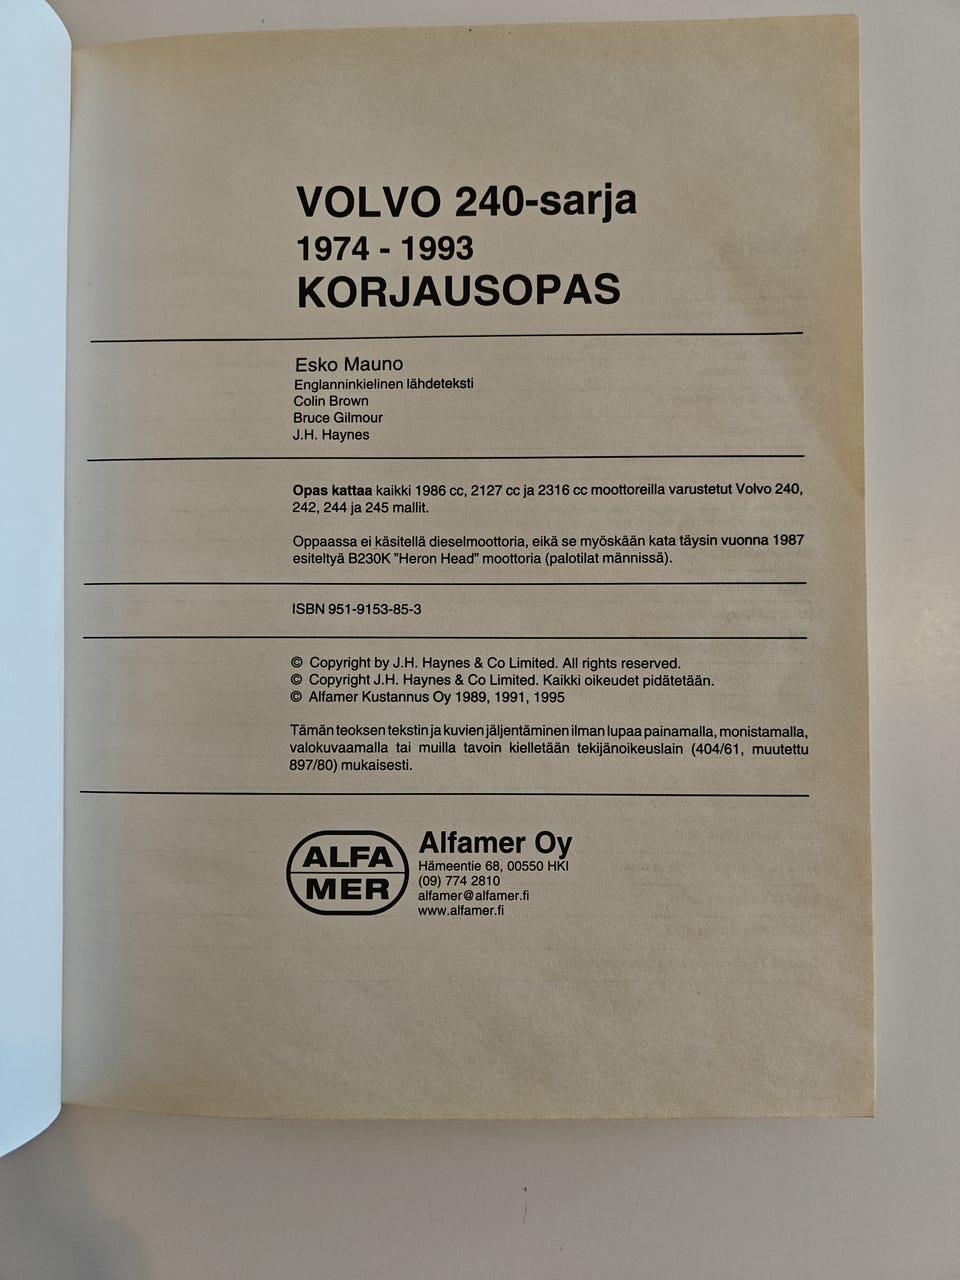 VOLVO 240-sarja
1974 - 1993
KORJAUSOPAS
Esko Mauno
Englanninkielinen lähdeteksti
Colin Brown
Bruce Gilmour
J.H. Haynes
Opas kattaa kaikki 1986 cc, 2127 cc ja 2316 cc moottoreilla varustetut Volvo 240,
242, 244 ja 245 mallit.
Oppaassa ei käsitellä dieselmoottoria, eikä se myöskään kata täysin vuonna 1987
esiteltyä B230K ”Heron Head” moottoria (palotilat männissä).
ISBN 951-9153-85-3
© Copyright by J.H. Haynes & Co Limited. All rights reserved.
© Copyright J.H. Haynes & Co Limited. Kaikki oikeudet pidätetään.
© Alfamer Kustannus Oy 1989, 1991, 1995
Tämän teoksen tekstin ja kuvien jäljentäminen ilman lupaa painamalla, monistamalla,
valokuvaamalla tai muilla tavoin kielletään tekijänoikeuslain (404/61, muutettu
897/80) mukaisesti.
ALFA
MER
Alfamer Oy
Hämeentie 68, 00550 HKI
(09) 774 2810
alfamer@alfamer.fi
www.alfamer.fi